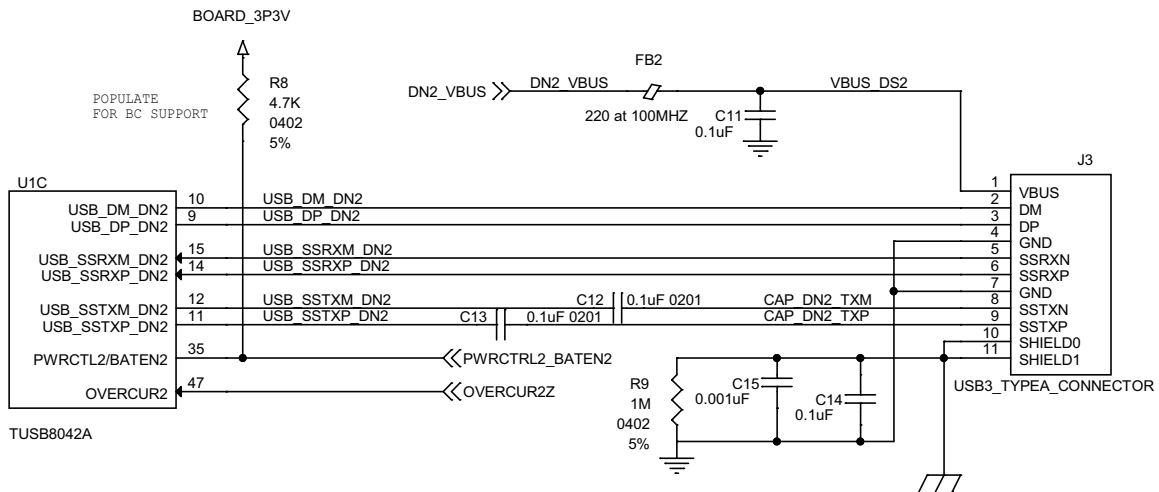 BOARD_3P3V
POPULATE
FOR BC SUPPORT
R8
4.7K
0402
5%
FB2
DN2_VBUS
DN2_VBUS
VBUS_DS2
220 at 100MHZ
C11
0.1uF
J3
U1C
USB_DM_DN2
10
USB_DM_DN2
USB_DP_DN2
9
USB_DP_DN2
USB_SSRXM_DN2
15
USB_SSRXM_DN2
USB_SSRXP_DN2
14
USB_SSRXP_DN2
USB_SSTXM_DN2
12
USB_SSTXM_DN2
C12
0.1uF 0201
CAP_DN2_TXM
USB_SSTXP_DN2
11
USB_SSTXP_DN2
C13
0.1uF 0201
CAP_DN2_TXP
PWRCTL2/BATEN2
35
PWRCTRL2_BATEN2
OVERCUR2
47
OVERCUR2Z
TUSB8042A
1
VBUS
2
DM
3
DP
4
GND
5
SSRXN
6
SSRXP
7
GND
8
SSTXN
9
SSTXP
10
SHIELD0
11
SHIELD1
USB3_TYPEA_CONNECTOR
R9
1M
0402
5%
C15
0.001uF
C14
0.1uF